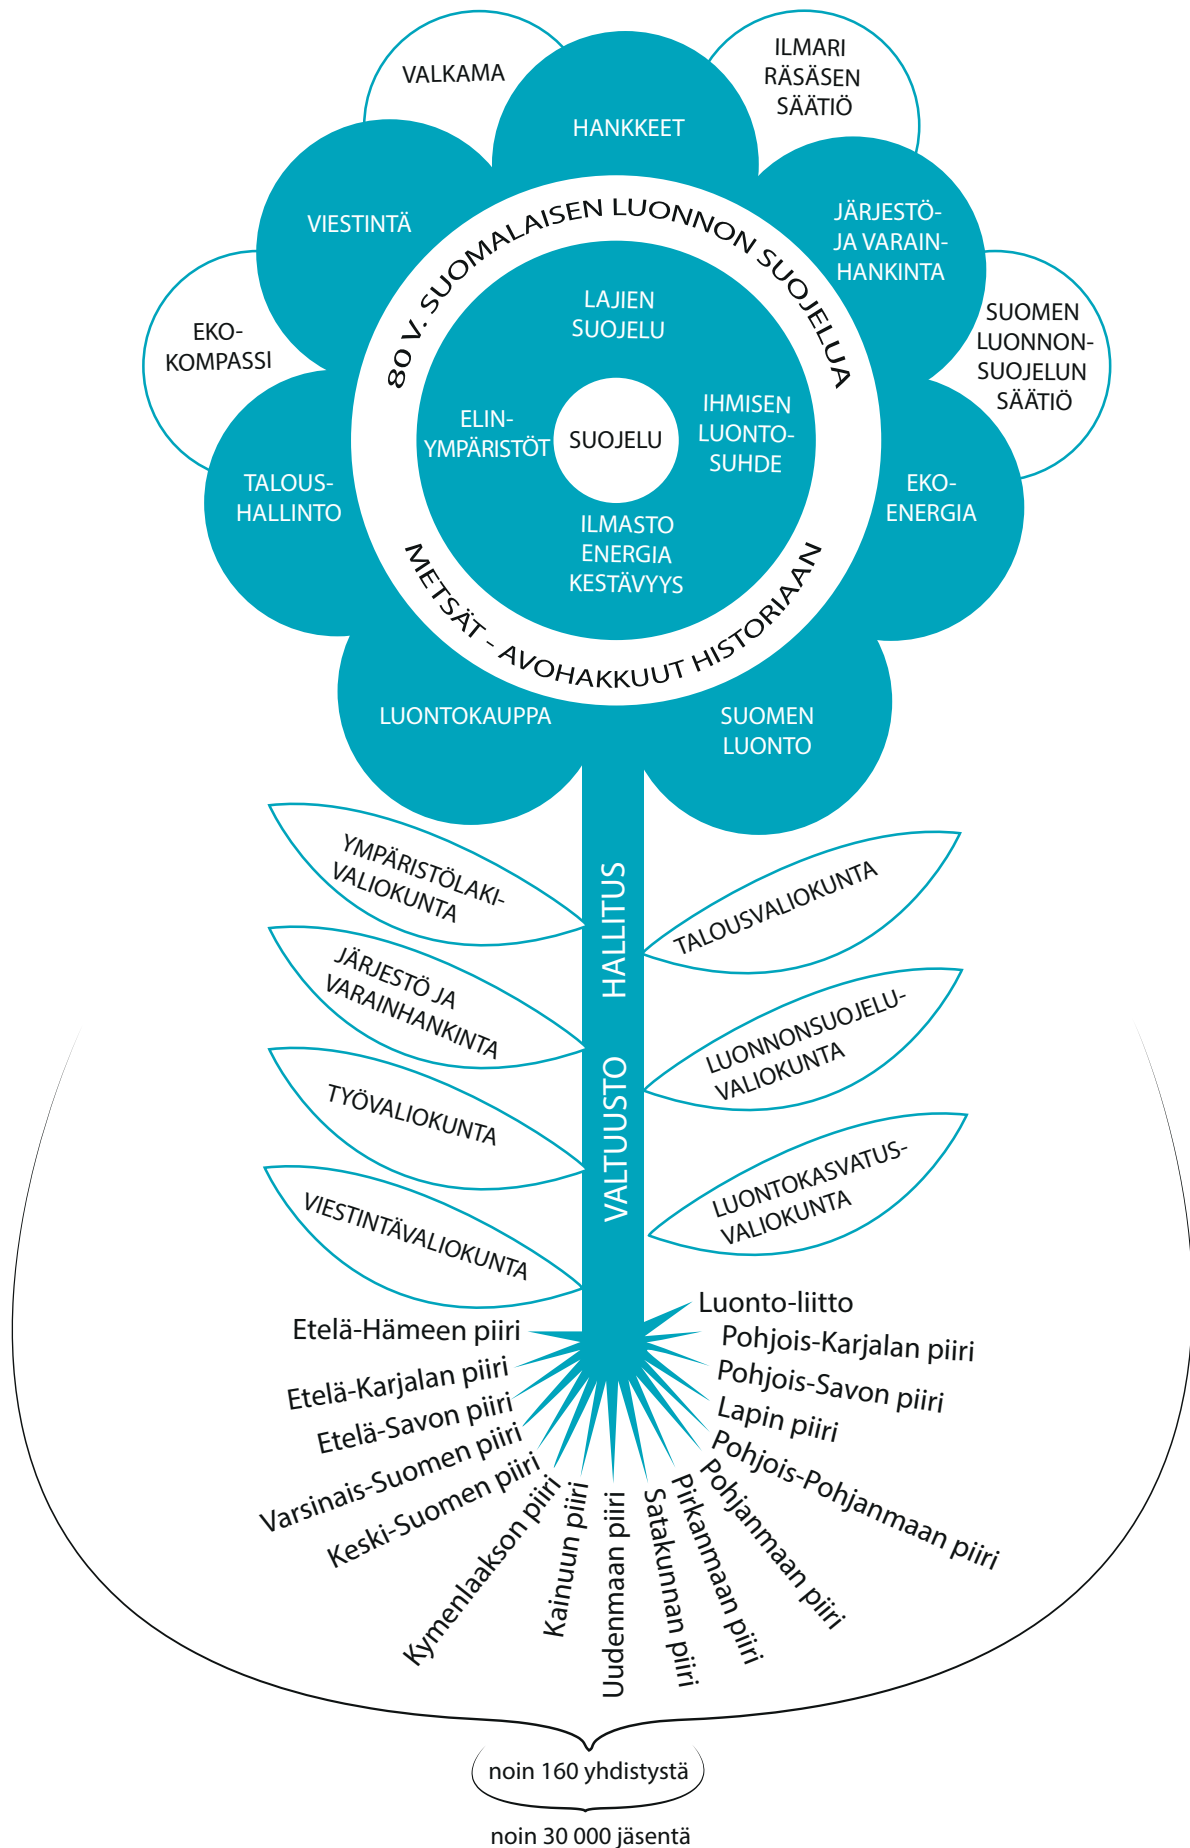 VALKAMA
ILMARI
RÄSÄSEN
SÄÄTIÖ
HANKKEET
VIESTINTÄ
JÄRJESTÖ-
JA VARAIN-
HANKINTA
EKO-
KOMPASSI
SUOMEN
LUONNON-
SUOJELUN
SÄÄTIÖ
TALOUS-
HALLINTO
EKO-
ENERGIA
LUONTOKAUPPA
SUOMEN
LUONTO
80 V. SUOMALAISEN LUONNON SUOJELUA
METSÄT - AVOHAKKUUT HISTORIAAN
LAJIEN
SUOJELU
ELIN-
YMPÄRISTÖT
SUOJELU
IHMISEN
LUONTO-
SUHDE
ILMASTO
ENERGIA
KESTÄVYYS
HALLITUS
VALTUUSTO
YMPÄRISTÖLAKI-
VALIOKUNTA
JÄRJESTÖ JA
VARAINHANKINTA
TYÖVALIOKUNTA
VIESTINTÄVALIOKUNTA
TALOUSVALIOKUNTA
LUONNONSUOJELU-
VALIOKUNTA
LUONTOKASVATUS-
VALIOKUNTA
Etelä-Hämeen piiri
Etelä-Karjalan piiri
Etelä-Savon piiri
Varsinais-Suomen piiri
Keski-Suomen piiri
Kymenlaakson piiri
Kainuun piiri
Uudenmaan piiri
Satakunnan piiri
Pirkanmaan piiri
Pohjanmaan piiri
Pohjois-Pohjanmaan piiri
Lapin piiri
Pohjois-Savon piiri
Pohjois-Karjalan piiri
Luonto-liitto
noin 160 yhdistystä
noin 30 000 jäsentä